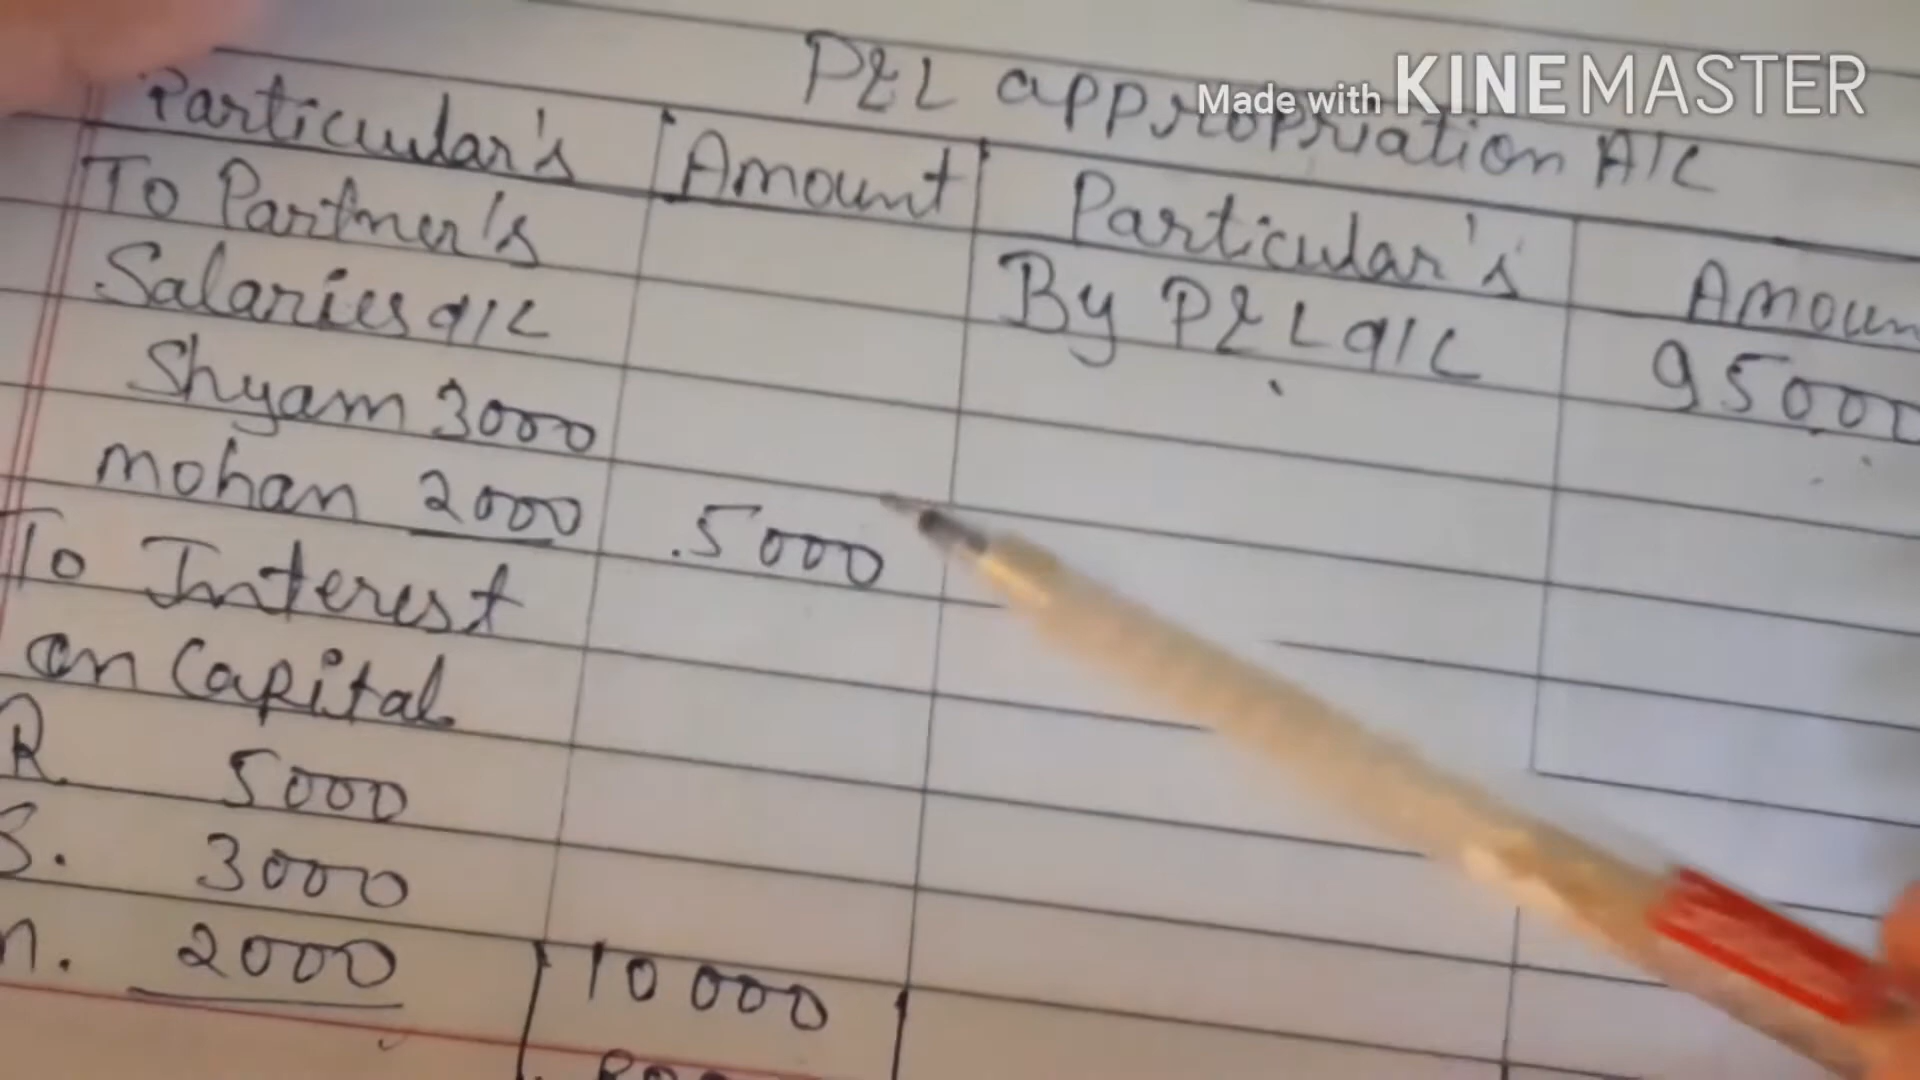 Made with KINEMASTER
P&L appropriation A/C
Particular's Amount Particular's Amoun
To Partner's
Salaries a/c By P&L a/c 95000
Shyam 3000
mohan 2000 5000
To Interest
on Capital
R 5000
S. 3000
m. 2000 10000